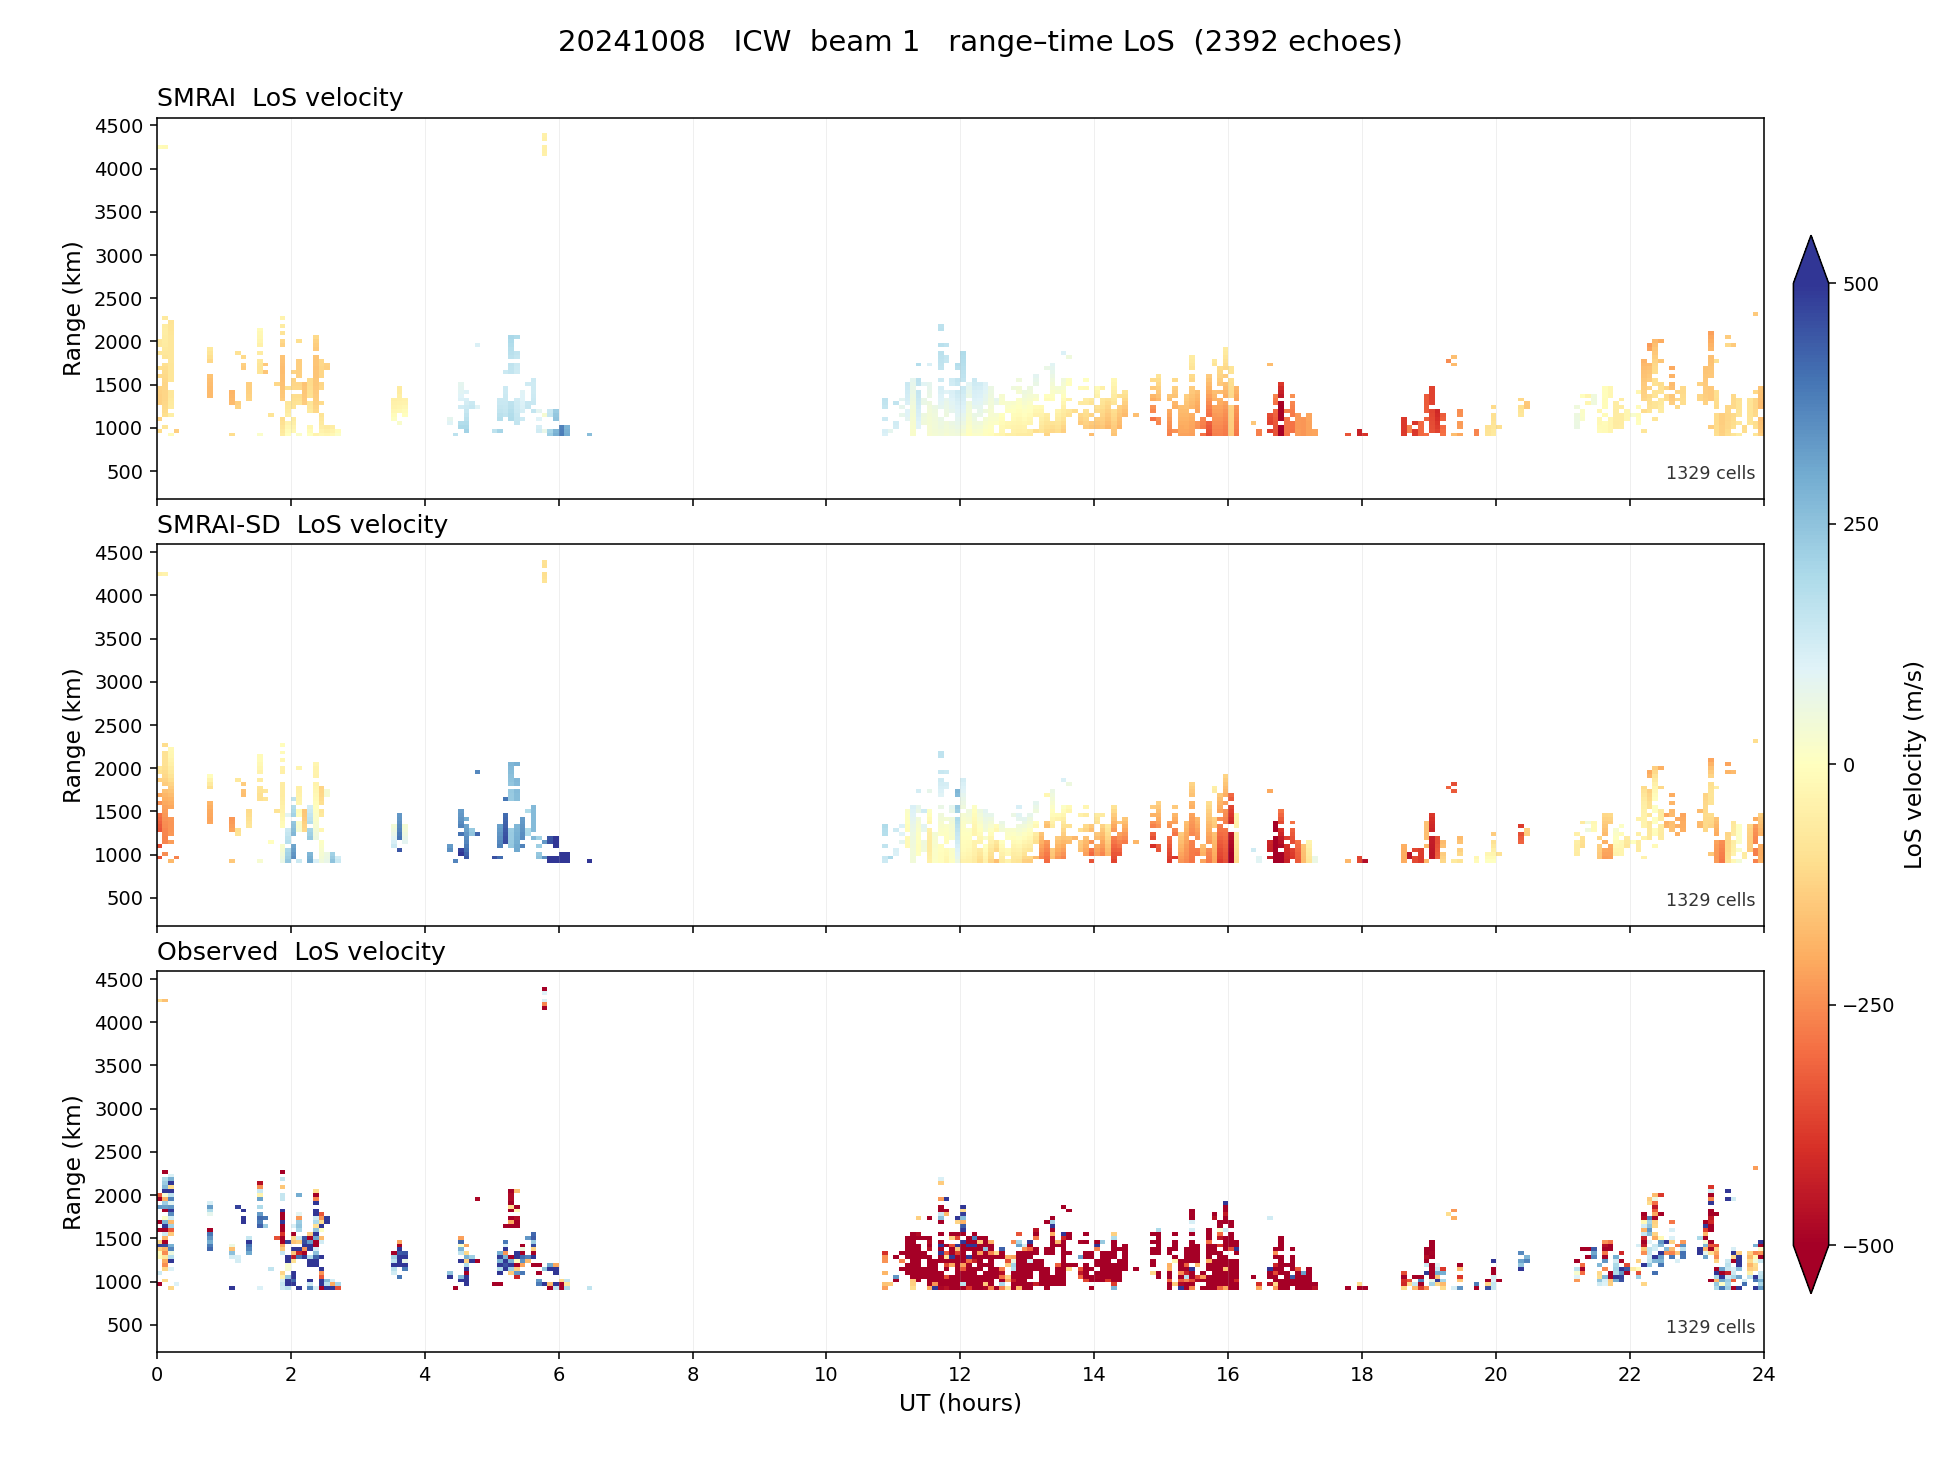 20241008   ICW  beam 1   range–time LoS  (2392 echoes)
SMRAI  LoS velocity
4500
4000
3500
3000
2500
2000
1500
1000
500
Range (km)
1329 cells
SMRAI-SD  LoS velocity
4500
4000
3500
3000
2500
2000
1500
1000
500
Range (km)
1329 cells
Observed  LoS velocity
4500
4000
3500
3000
2500
2000
1500
1000
500
Range (km)
1329 cells
0 2 4 6 8 10 12 14 16 18 20 22 24
UT (hours)
500
250
0
−250
−500
LoS velocity (m/s)